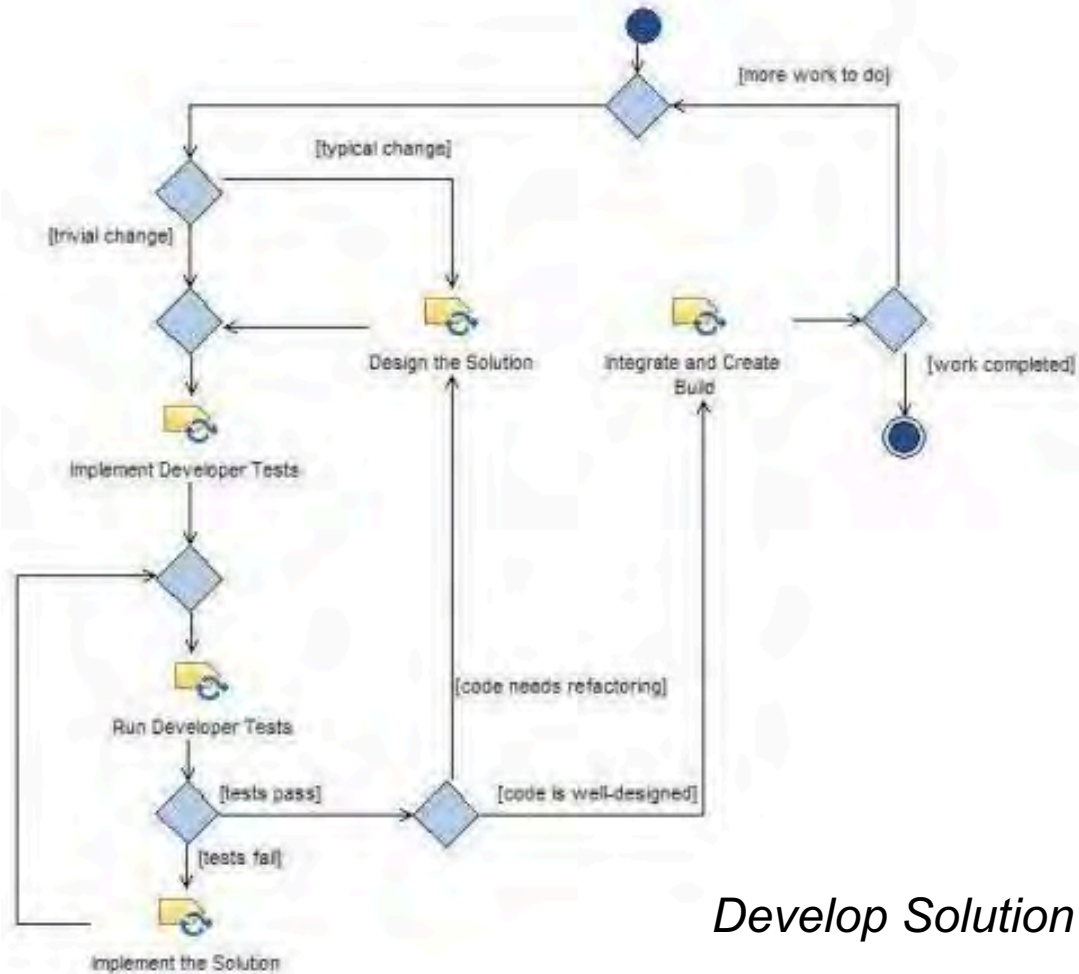 [more work to do]
[typical change]
[trivial change]
Design the Solution
Integrate and Create
Build
[work completed]
Implement Developer Tests
[code needs refactoring]
Run Developer Tests
[tests pass]
[code is well-designed]
[tests fail]
Develop Solution
Implement the Solution